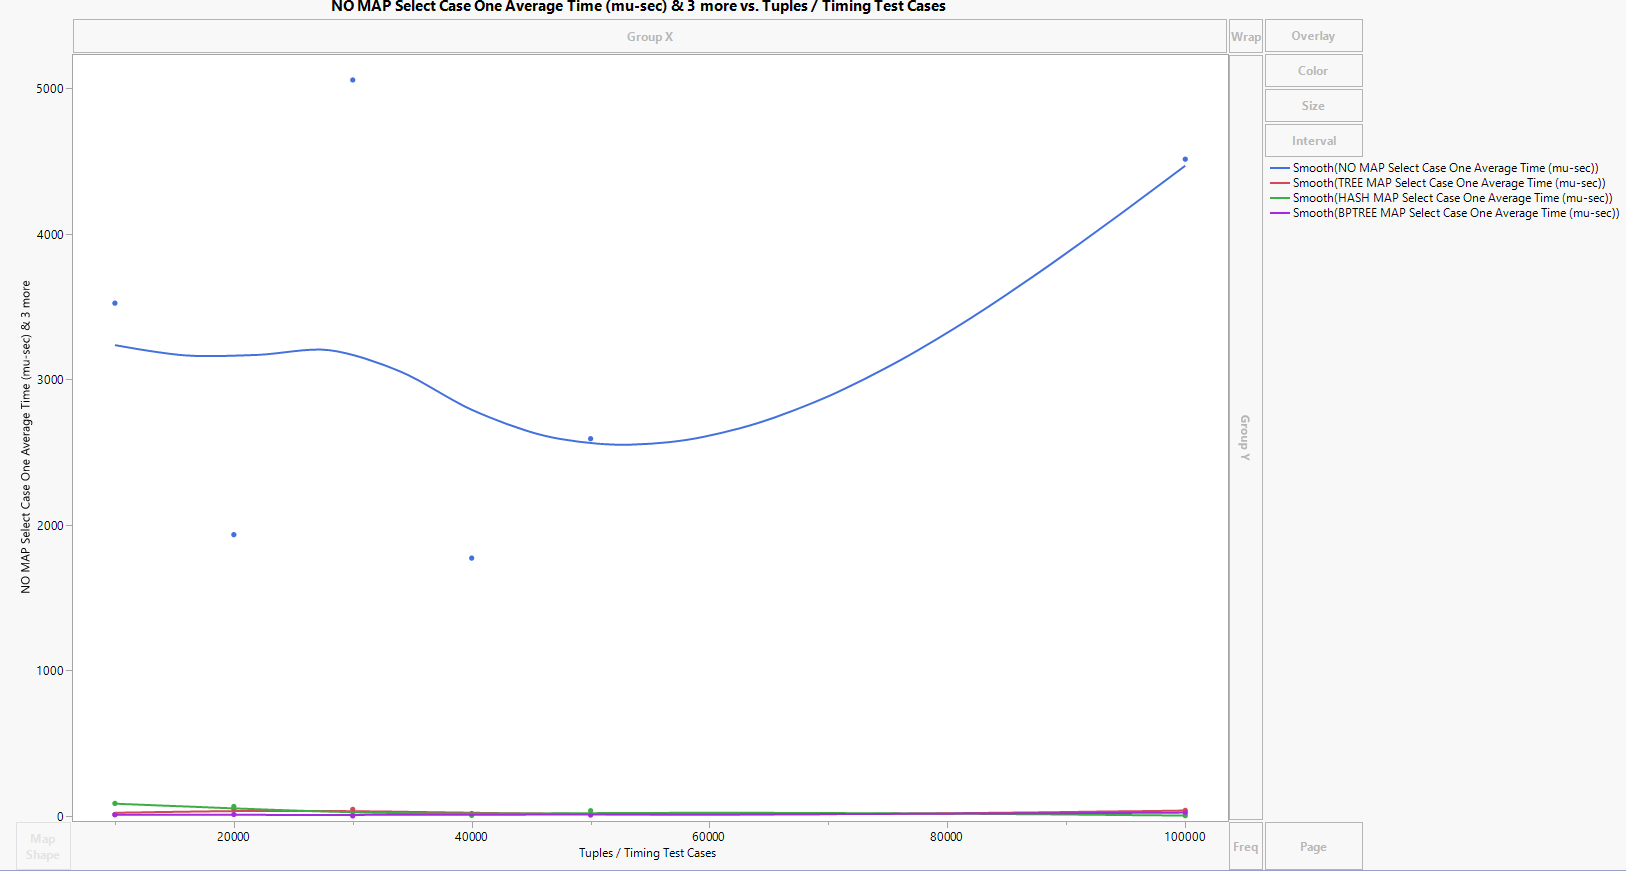 NO MAP Select Case One Average Time (mu-sec) & 3 more vs. Tuples / Timing Test Cases
Group X
Wrap
Overlay
Color
Size
Interval
Smooth(NO MAP Select Case One Average Time (mu-sec))
Smooth(TREE MAP Select Case One Average Time (mu-sec))
Smooth(HASH MAP Select Case One Average Time (mu-sec))
Smooth(BPTREE MAP Select Case One Average Time (mu-sec))
NO MAP Select Case One Average Time (mu-sec) & 3 more
5000
4000
3000
2000
1000
0
Group Y
20000
40000
60000
80000
100000
Tuples / Timing Test Cases
Map
Shape
Freq
Page